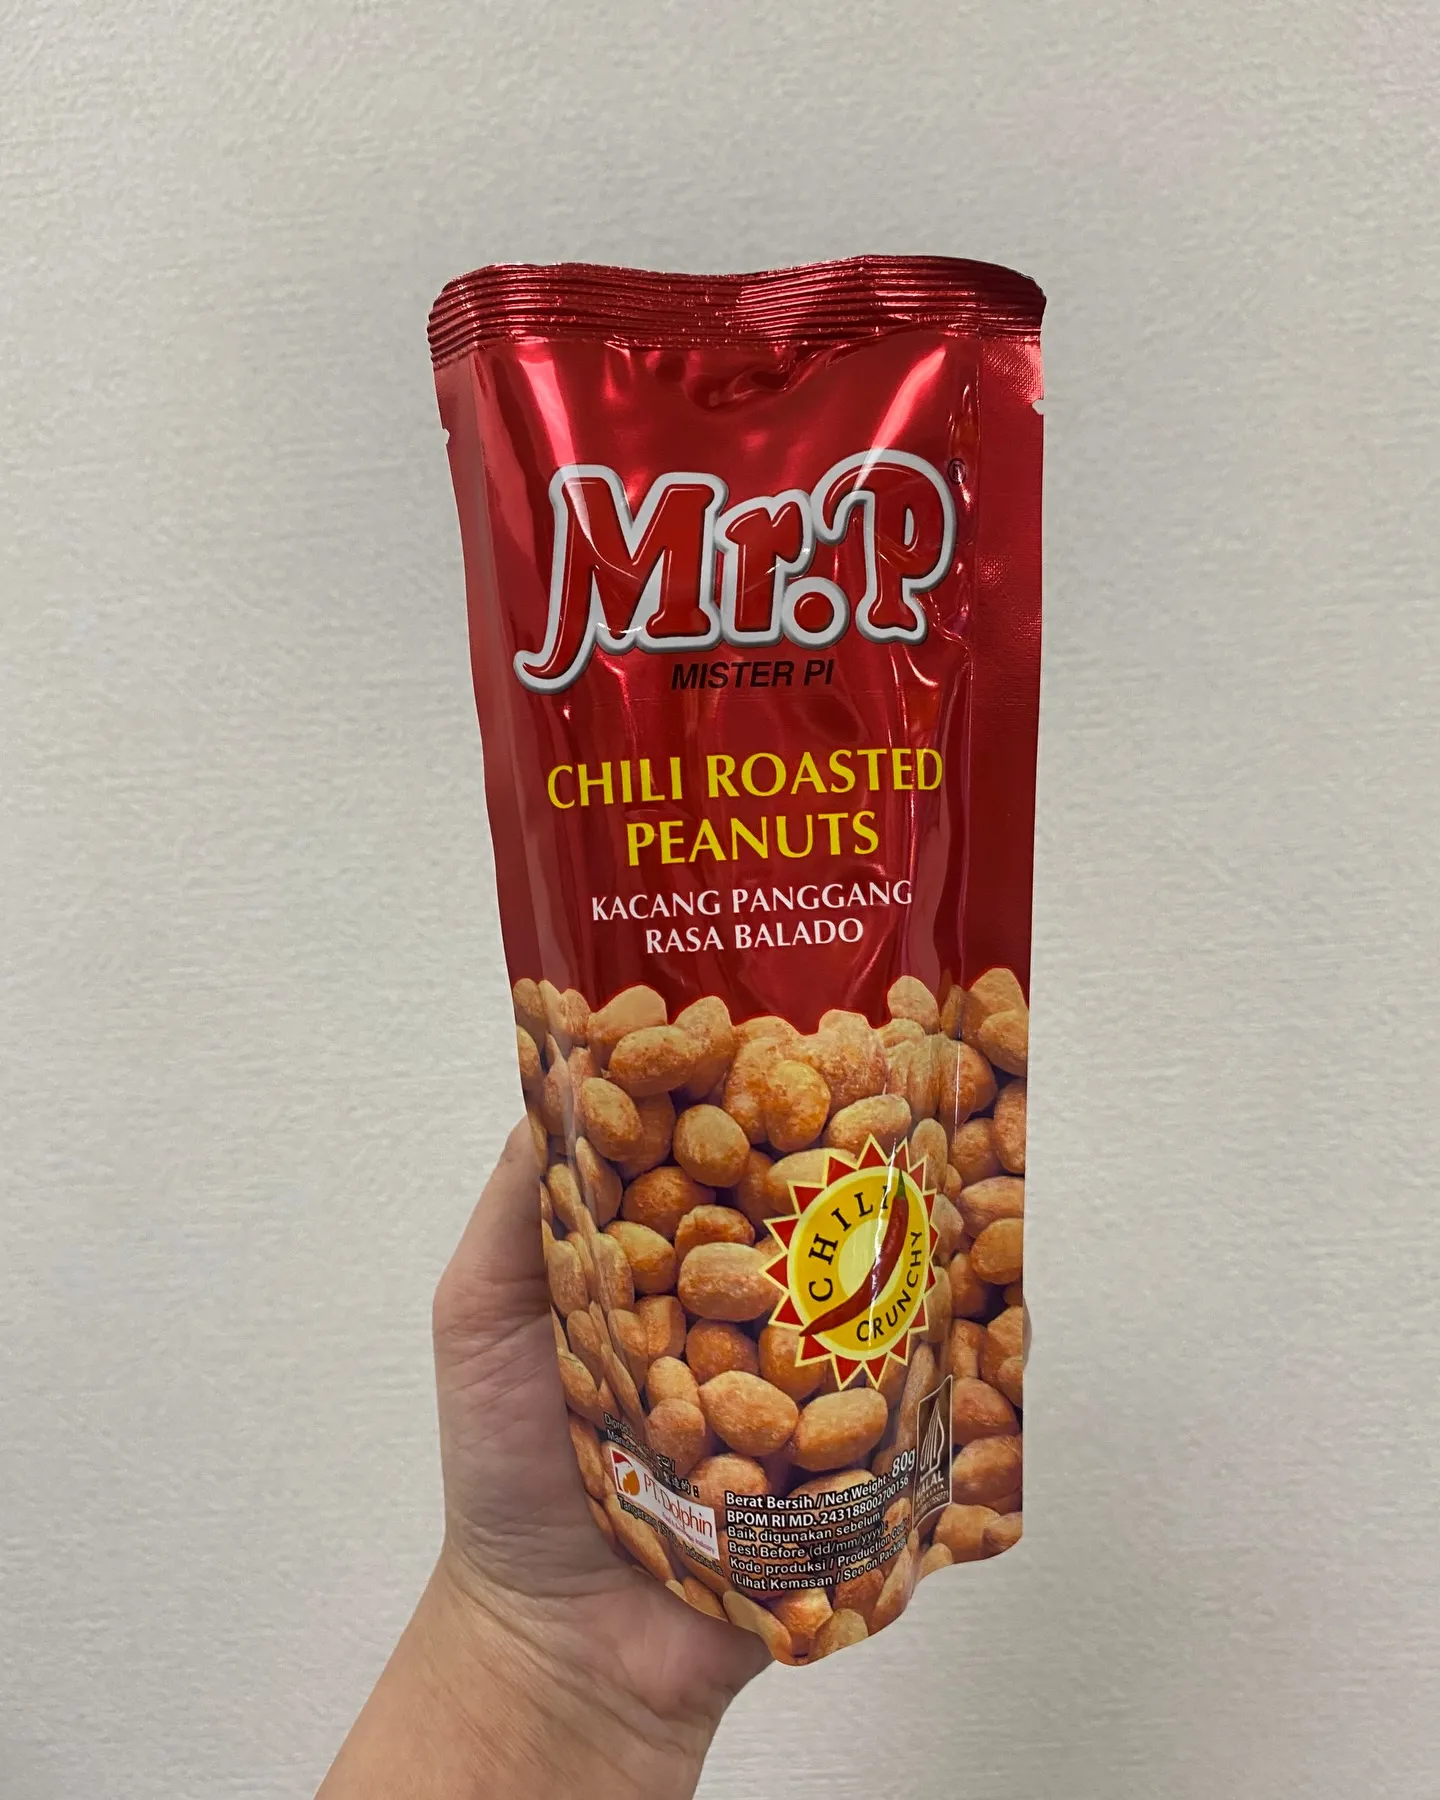 Mr.P®
MISTER PI
CHILI ROASTED
PEANUTS
KACANG PANGGANG
RASA BALADO
CHILI
CRUNCHY
PT. Dolphin
Berat Bersih / Net Weight : 80g
BPOM RI MD. 243188002700156
Baik digunakan sebelum /
Best Before (dd/mm/yyyy)
Kode produksi / Production Code
(Lihat Kemasan / See on Package)
HALAL